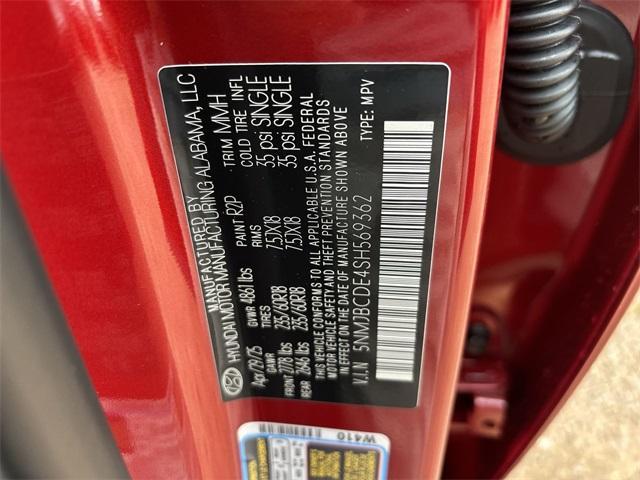 MANUFACTURED BY
HYUNDAI MOTOR MANUFACTURING ALABAMA, LLC
Apr/29/25 GVWR 4861 lbs PAINT R2P TRIM MMH
GAWR TIRES RIMS COLD TIRE INFL
FRONT 2778 lbs 235/60R18 7.5JX18 35 psi SINGLE
REAR 2646 lbs 235/60R18 7.5JX18 35 psi SINGLE
THIS VEHICLE CONFORMS TO ALL APPLICABLE U.S.A. FEDERAL
MOTOR VEHICLE SAFETY AND THEFT PREVENTION STANDARDS
IN EFFECT ON THE DATE OF MANUFACTURE SHOWN ABOVE
V.I.N 5NMJBCDE4SH569362 TYPE: MPV
W410